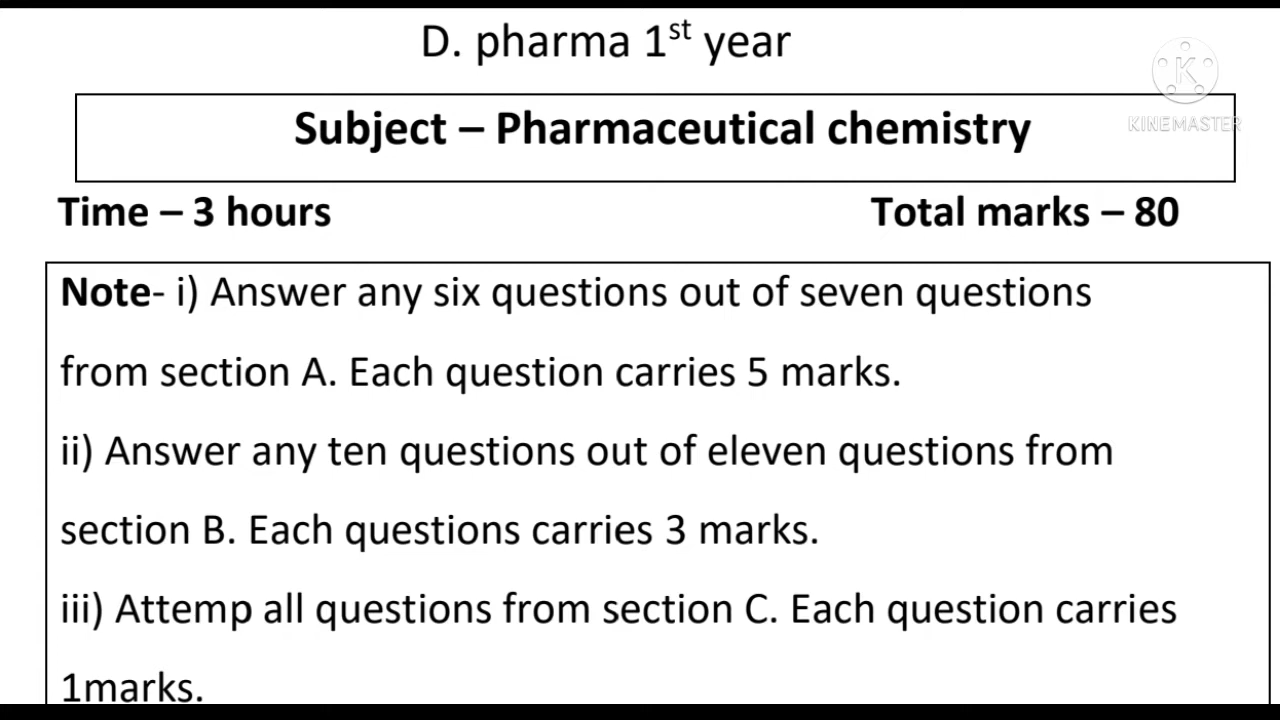 D. pharma 1st year
KINEMASTER
Subject – Pharmaceutical chemistry
Time – 3 hours Total marks – 80
Note- i) Answer any six questions out of seven questions
from section A. Each question carries 5 marks.
ii) Answer any ten questions out of eleven questions from
section B. Each questions carries 3 marks.
iii) Attemp all questions from section C. Each question carries
1marks.